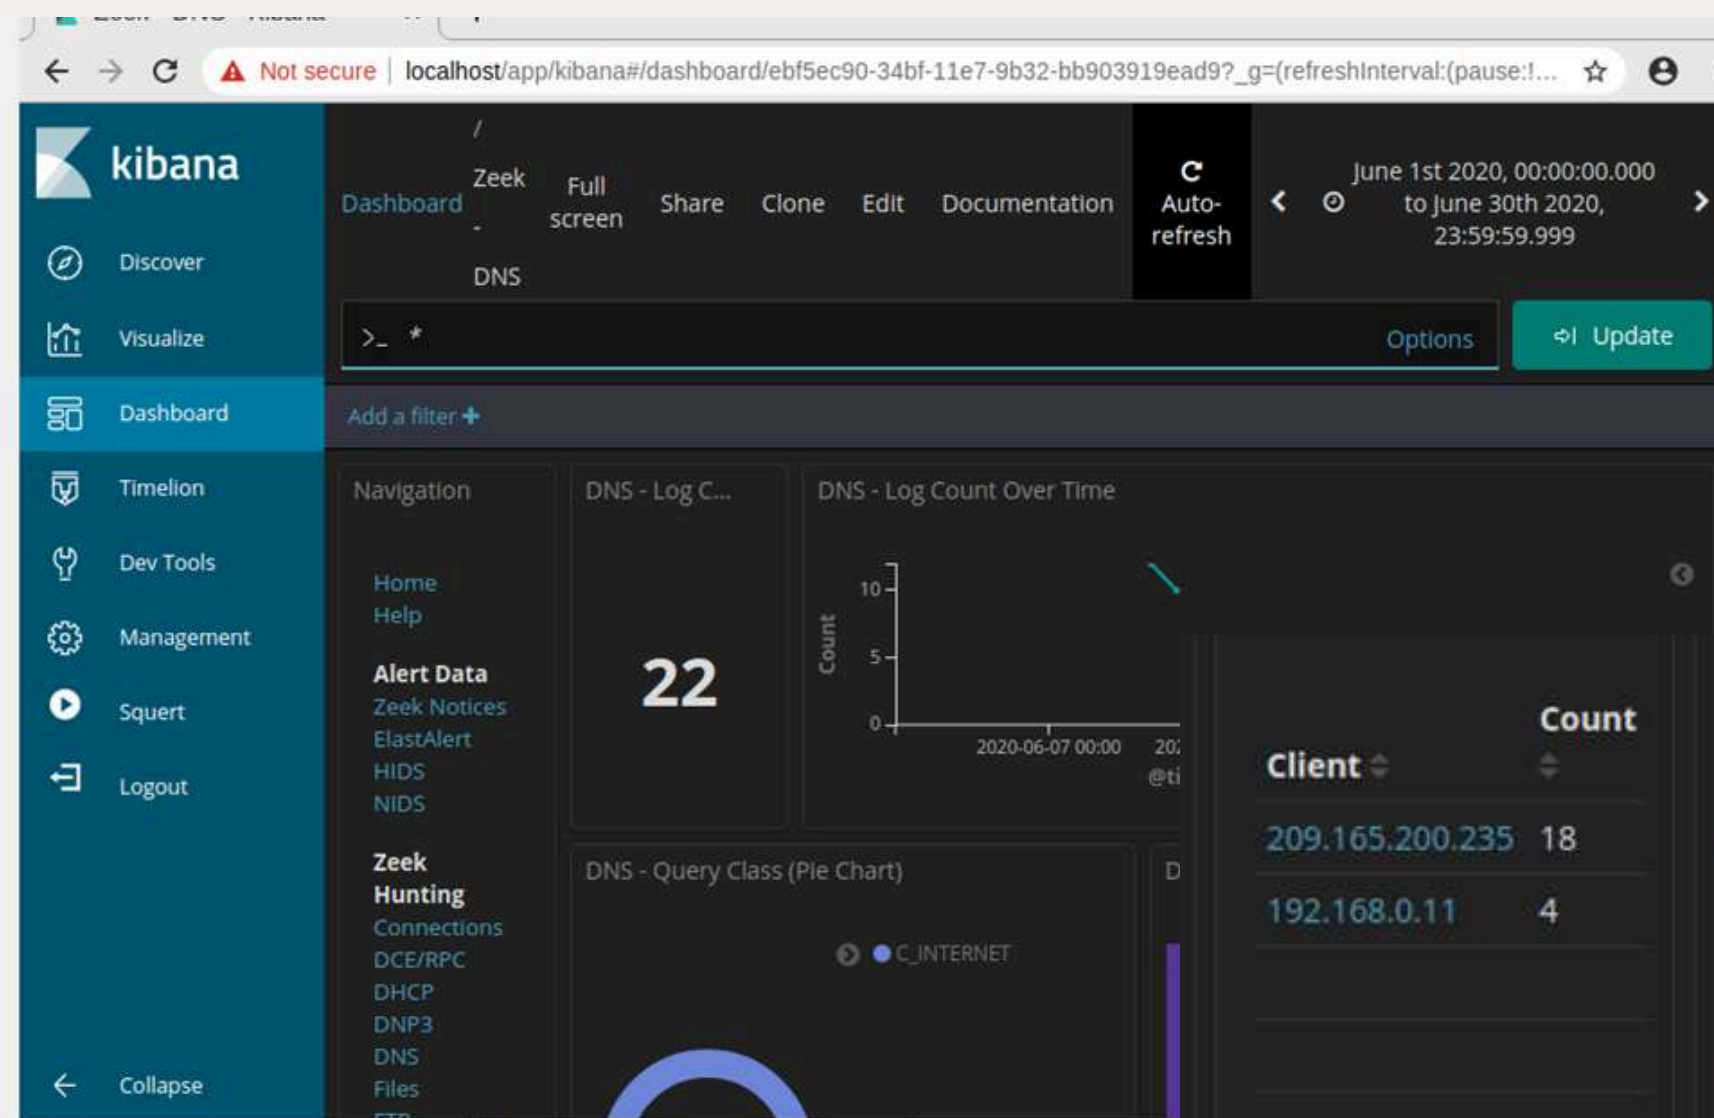 Not secure localhost/app/kibana#/dashboard/ebf5ec90-34bf-11e7-9b32-bb903919ead9?_g=(refreshInterval:(pause:!...
kibana
Discover
Visualize
Dashboard
Timelion
Dev Tools
Management
Squert
Logout
Collapse
Dashboard
/
Zeek
-
DNS
Full
screen
Share
Clone
Edit
Documentation
Auto-
refresh
June 1st 2020, 00:00:00.000
to June 30th 2020,
23:59:59.999
>_ *
Options
Update
Add a filter +
Navigation
Home
Help
Alert Data
Zeek Notices
ElastAlert
HIDS
NIDS
Zeek
Hunting
Connections
DCE/RPC
DHCP
DNP3
DNS
Files
DNS - Log C...
22
DNS - Log Count Over Time
Count
10
5
0
2020-06-07 00:00
DNS - Query Class (Pie Chart)
C_INTERNET
Client Count
209.165.200.235 18
192.168.0.11 4